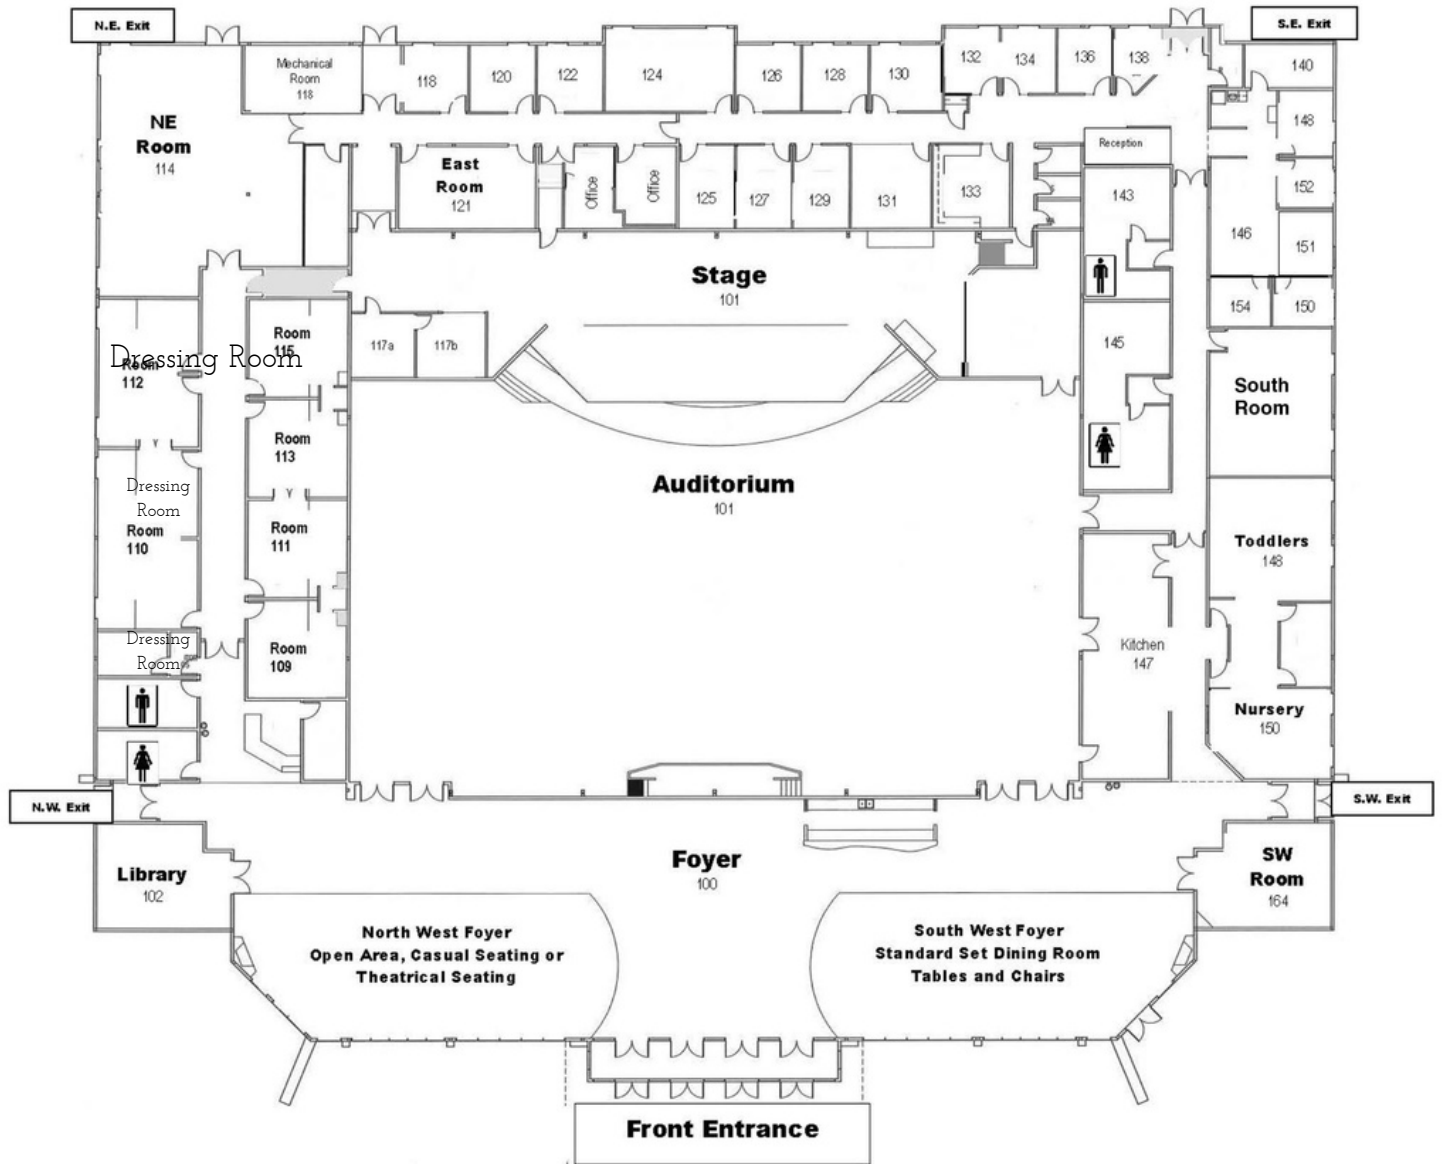 N.E. Exit
S.E. Exit
Mechanical
Room
118
118
120
122
124
126
128
130
132
134
136
138
140
NE
Room
114
East
Room
121
Office
Office
125
127
129
131
133
Reception
143
148
152
146
151
154
150
Stage
101
117a
117b
Room
115
Dressing Room
Room
112
145
South
Room
Room
113
Auditorium
101
Dressing
Room
Room
110
Room
111
Toddlers
148
Dressing
Room
Room
109
Kitchen
147
Nursery
150
N.W. Exit
S.W. Exit
Library
102
Foyer
100
SW
Room
164
North West Foyer
Open Area, Casual Seating or
Theatrical Seating
South West Foyer
Standard Set Dining Room
Tables and Chairs
Front Entrance